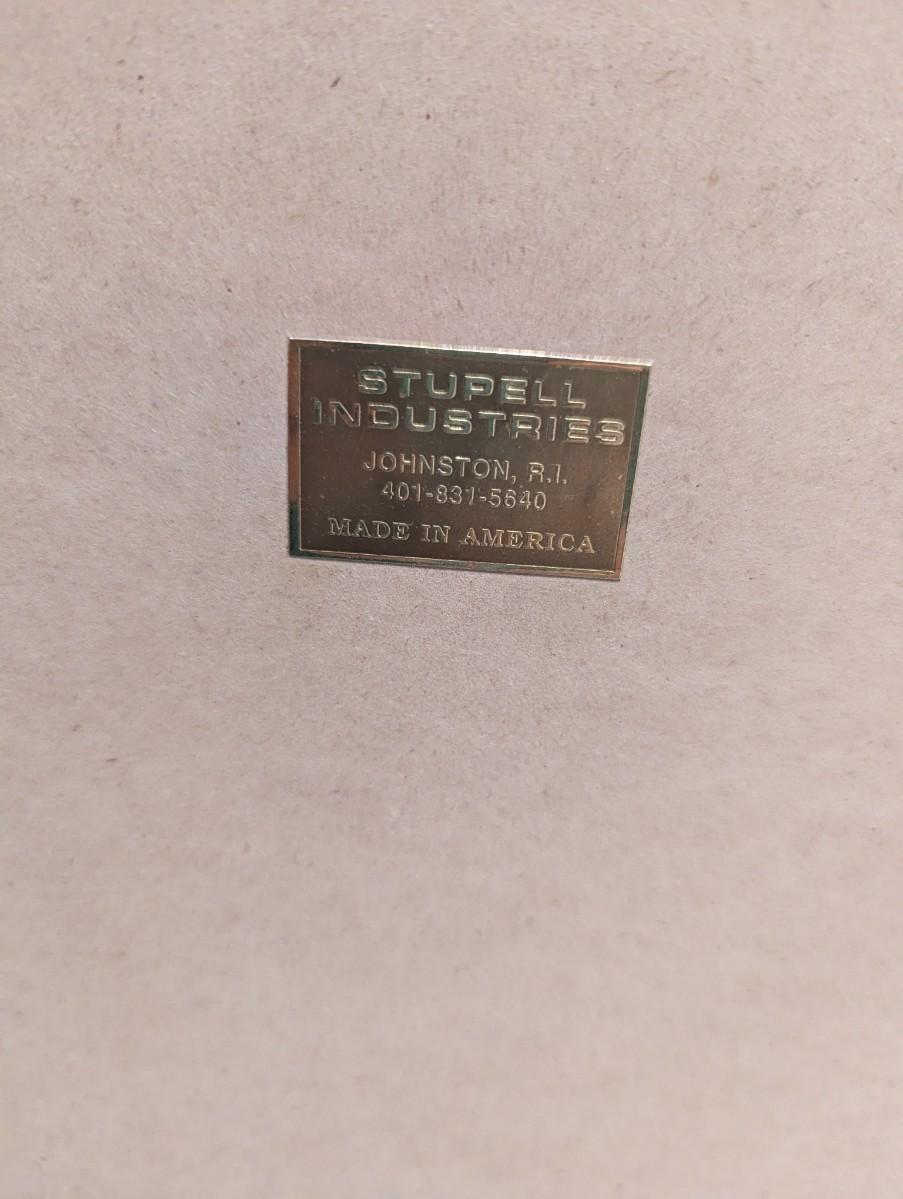 STUPELL
INDUSTRIES
JOHNSTON, R.I.
401-831-5640
MADE IN AMERICA